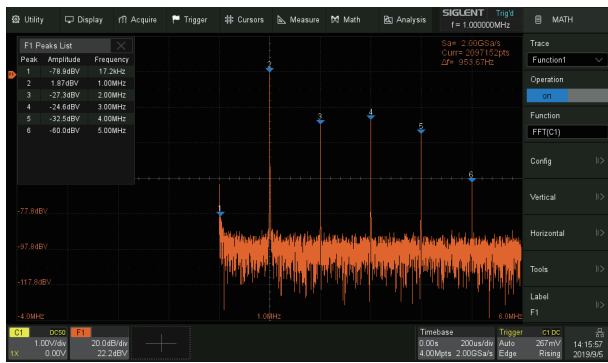 Utility Display Acquire Trigger Cursors Measure Math Analysis SIGLENT Trig'd MATH
f = 1.000000MHz
F1 Peaks List
Peak Amplitude Frequency
1 -78.9dBV 17.2kHz
2 1.87dBV 1.00MHz
3 -27.3dBV 2.00MHz
4 -24.6dBV 3.00MHz
5 -32.5dBV 4.00MHz
6 -60.0dBV 5.00MHz
Sa= 2.00GSa/s
Curr= 2097152pts
Δf= 953.67Hz
2
3
4
5
6
1
-77.8dBV
-97.8dBV
-117.8dBV
-4.0MHz 1.0MHz 6.0MHz
Trace
Function1
Operation
on
Function
FFT(C1)
Config
Vertical
Horizontal
Tools
Label
F1
C1 DC50 F1 Timebase Trigger C1 DC
1.00V/div 20.0dB/div 0.00s 200us/div Auto 267mV 14:15:57
1X 0.00V 22.2dBV 4.00Mpts 2.00GSa/s Edge Rising 2019/9/5